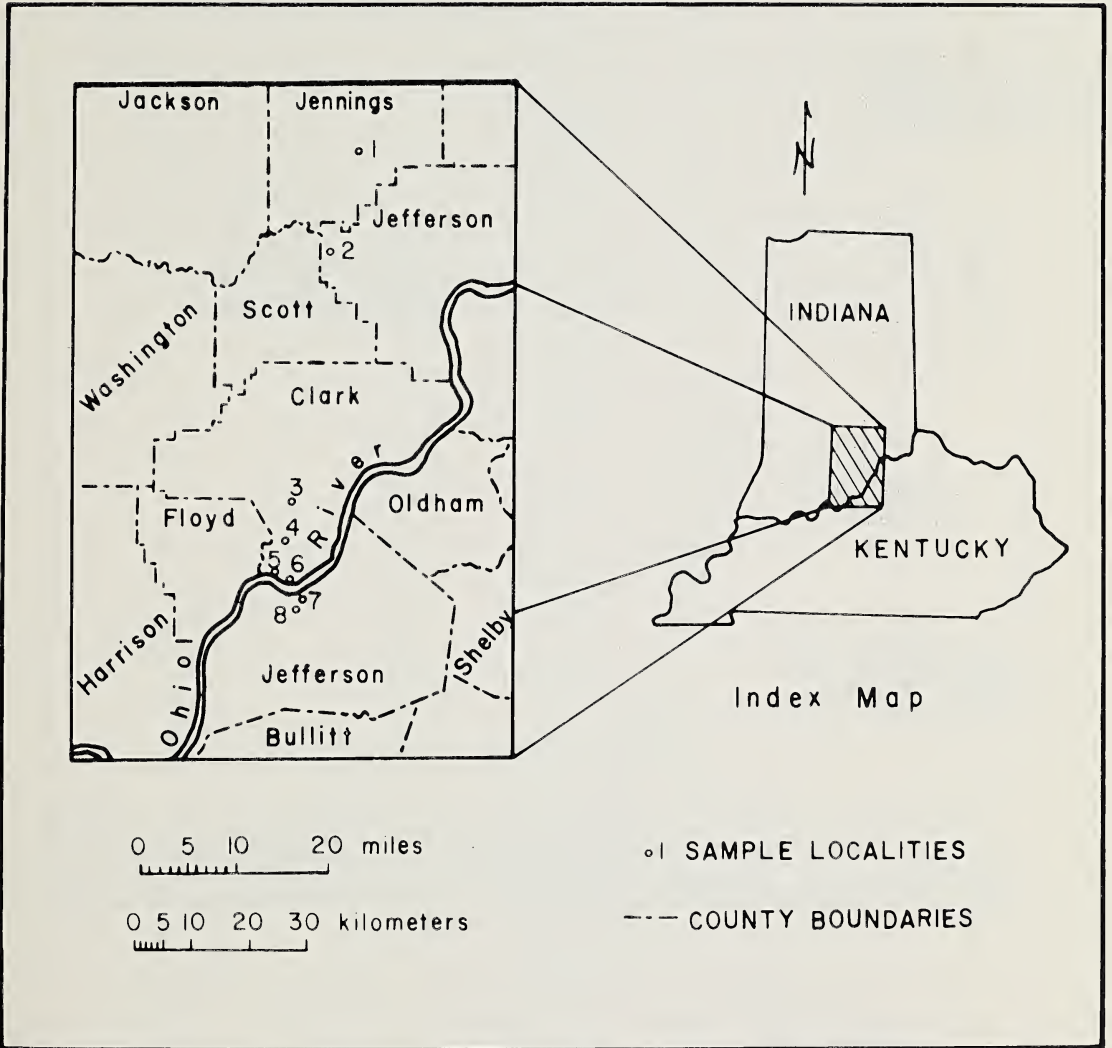 Jackson
Jennings
1
Jefferson
2
Scott
Washington
Clark
3
Oldham
Floyd
4
5
6
7
8
Ohio River
Harrison
Shelby
Jefferson
Bullitt
N
INDIANA
KENTUCKY
Index Map
0 5 10 20 miles
0 5 10 20 30 kilometers
1 SAMPLE LOCALITIES
COUNTY BOUNDARIES